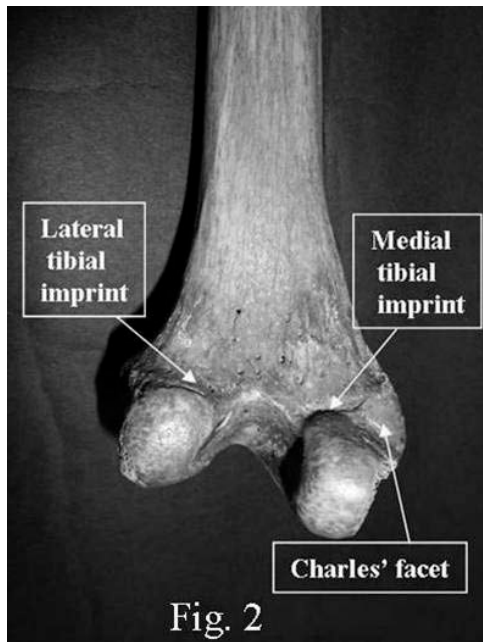 Lateral
tibial
imprint
Medial
tibial
imprint
Charles' facet
Fig. 2